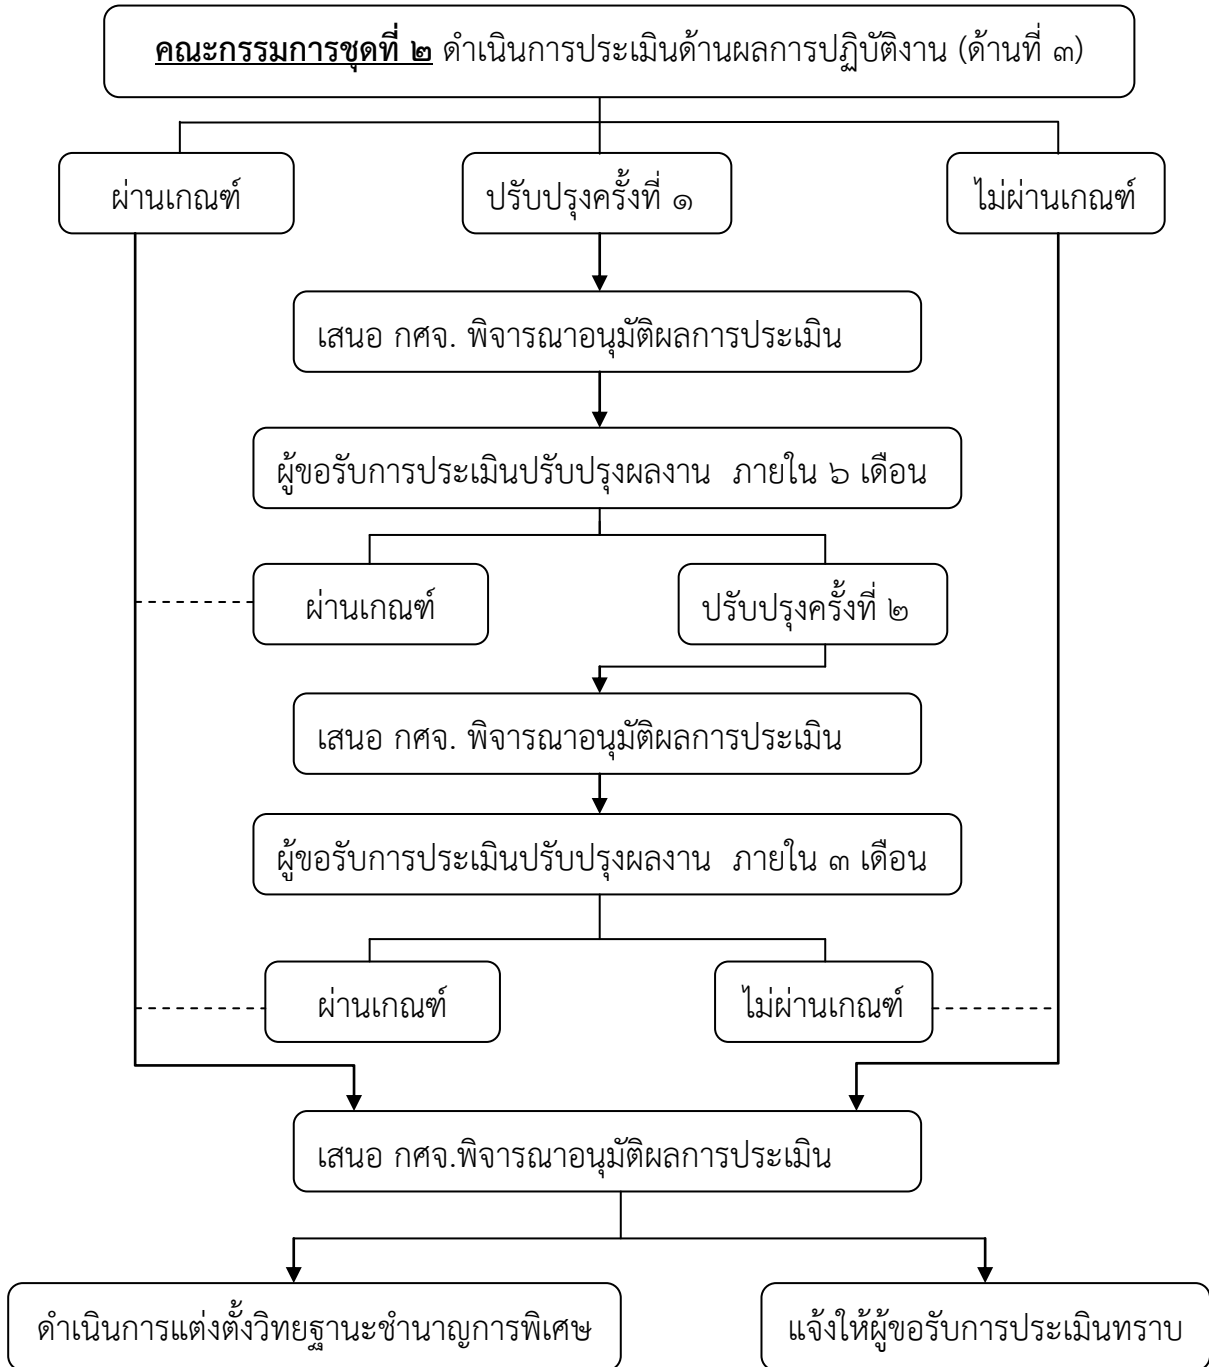 คณะกรรมการชุดที่ ๒ ดำเนินการประเมินด้านผลการปฏิบัติงาน (ด้านที่ ๓)
ผ่านเกณฑ์
ปรับปรุงครั้งที่ ๑
ไม่ผ่านเกณฑ์
เสนอ กศจ. พิจารณาอนุมัติผลการประเมิน
ผู้ขอรับการประเมินปรับปรุงผลงาน ภายใน ๖ เดือน
ผ่านเกณฑ์
ปรับปรุงครั้งที่ ๒
เสนอ กศจ. พิจารณาอนุมัติผลการประเมิน
ผู้ขอรับการประเมินปรับปรุงผลงาน ภายใน ๓ เดือน
ผ่านเกณฑ์
ไม่ผ่านเกณฑ์
เสนอ กศจ.พิจารณาอนุมัติผลการประเมิน
ดำเนินการแต่งตั้งวิทยฐานะชำนาญการพิเศษ
แจ้งให้ผู้ขอรับการประเมินทราบ